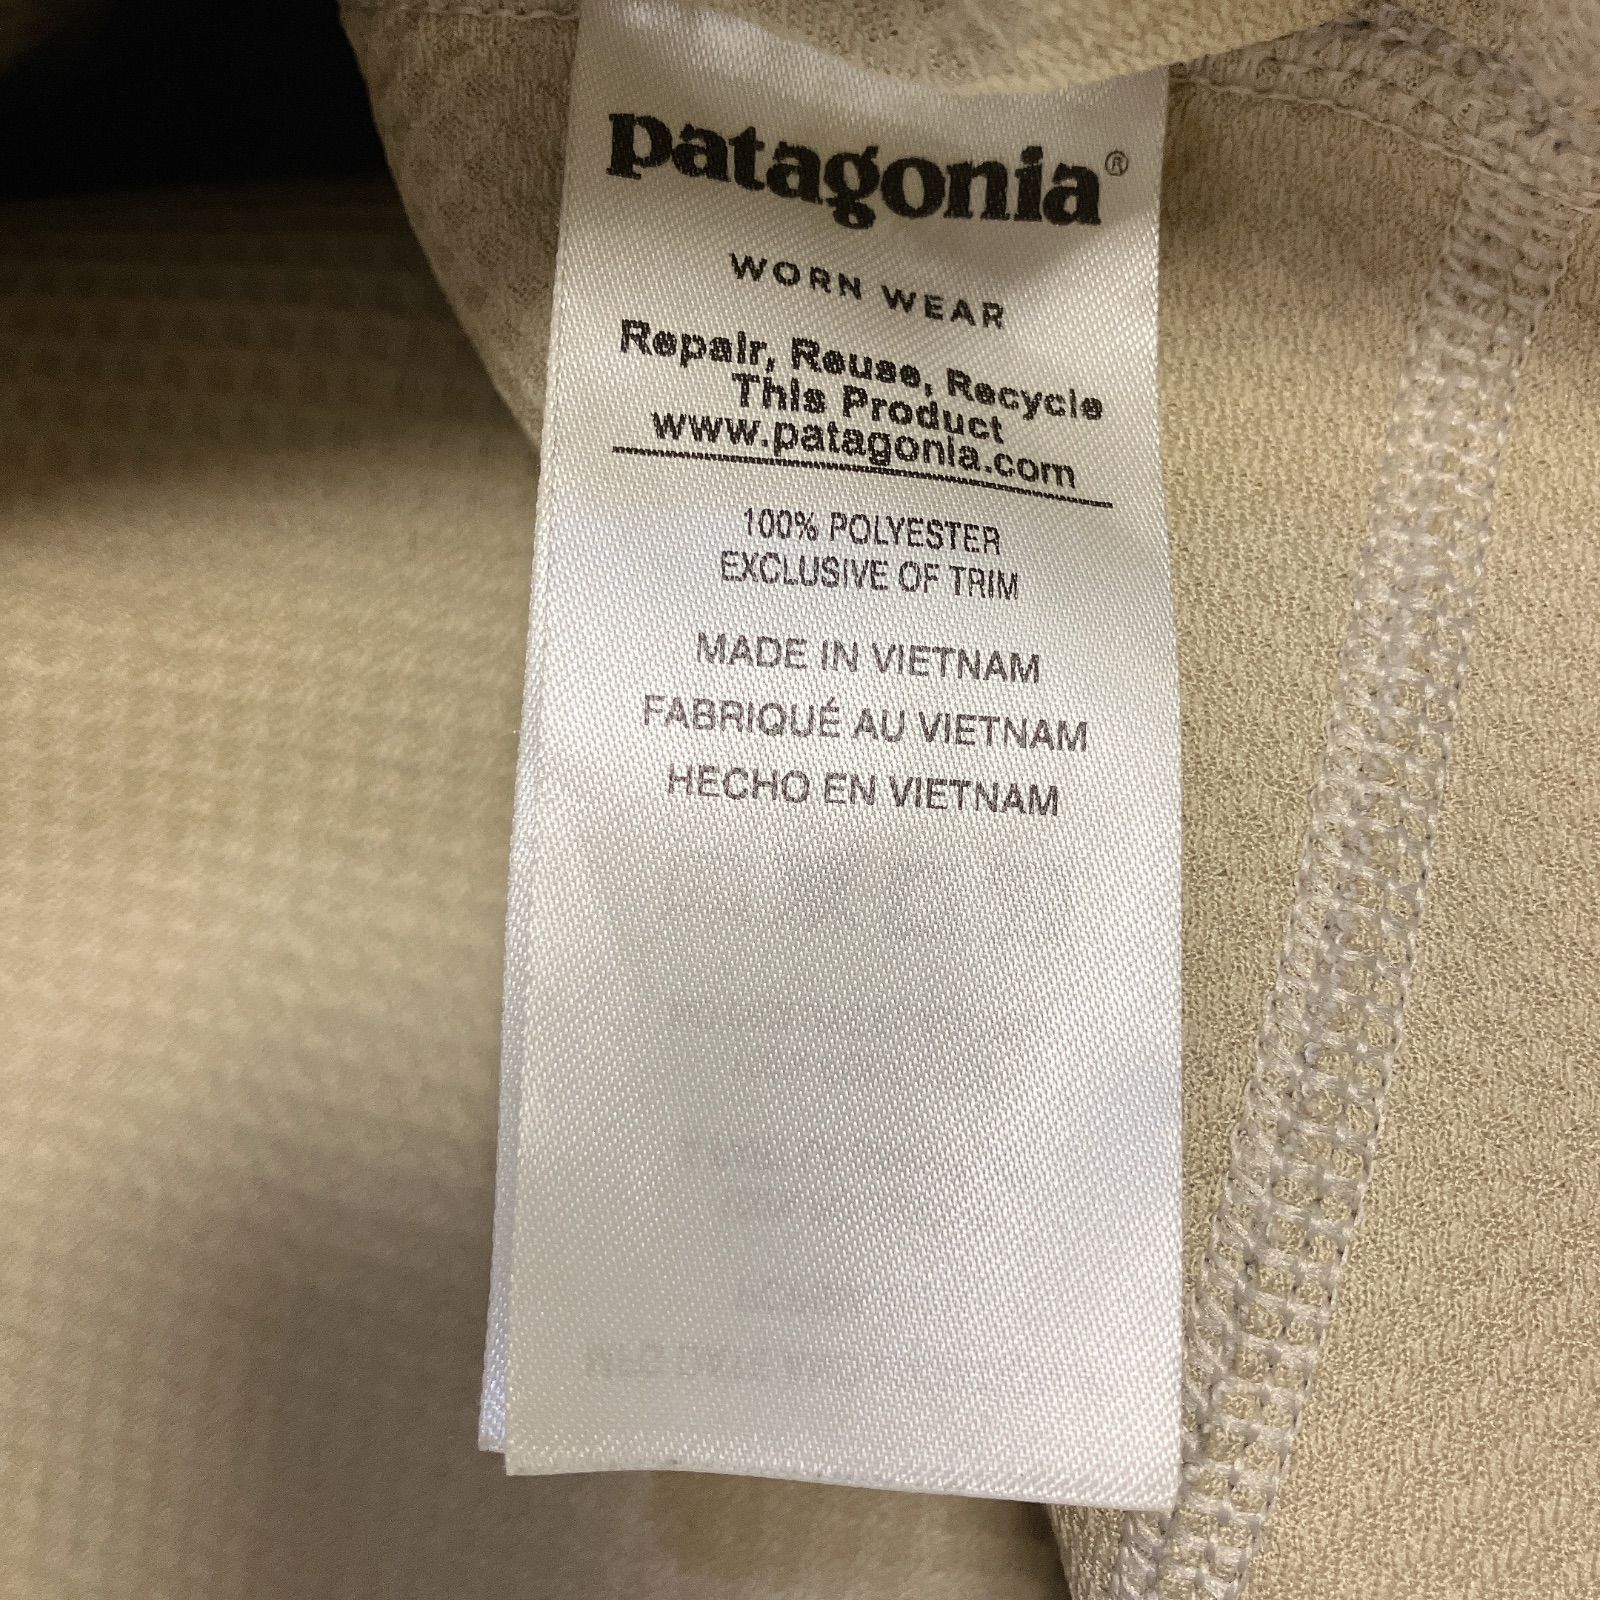 patagonia®
WORN WEAR
Repair, Reuse, Recycle
This Product
www.patagonia.com
100% POLYESTER
EXCLUSIVE OF TRIM
MADE IN VIETNAM
FABRIQUÉ AU VIETNAM
HECHO EN VIETNAM